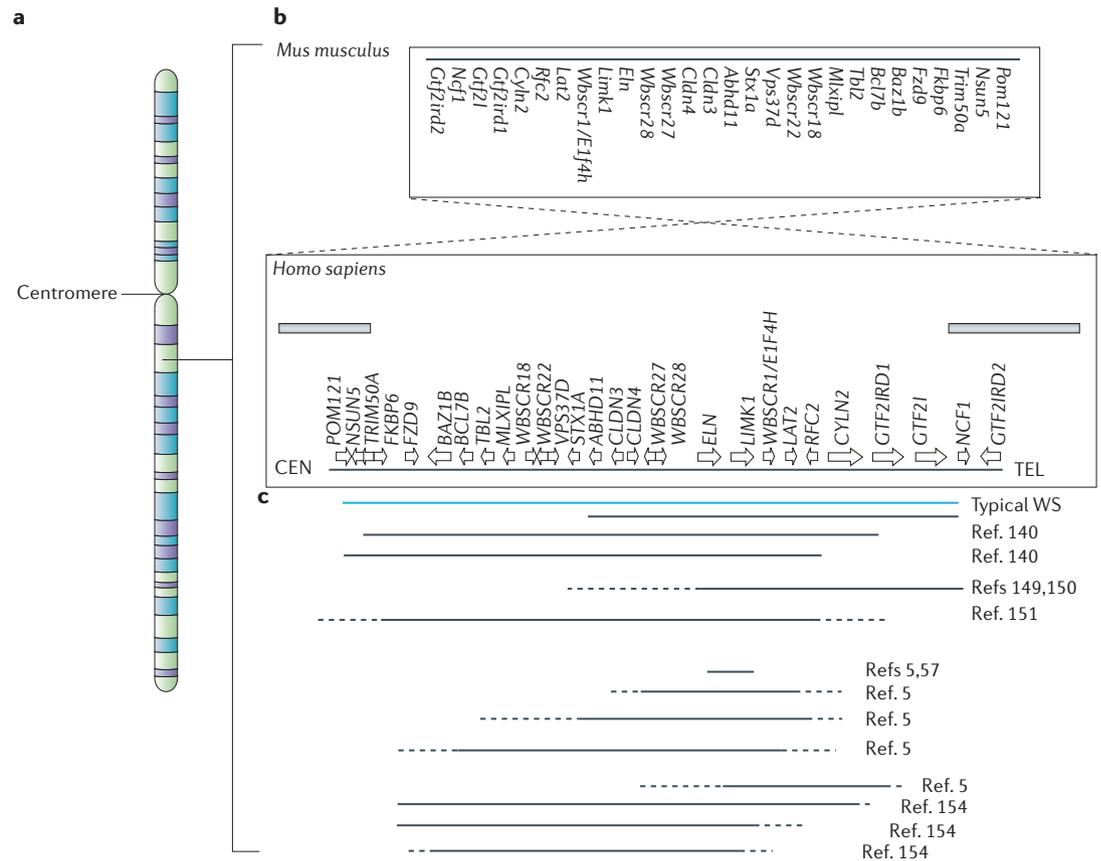 a
b
Mus musculus
Gtf2ird2
Ncf1
Gtf2I
Gtf2ird1
Cyln2
Rfc2
Lat2
Wbscr1/E1f4h
Limk1
Eln
Wbscr28
Wbscr27
Cldn4
Cldn3
Abhd11
Stx1a
Vps37d
Wbscr22
Wbscr18
Mlxipl
Tbl2
Bcl7b
Baz1b
Fzd9
Fkbp6
Trim50a
Nsun5
Pom121
Homo sapiens
Centromere
POM121
NSUN5
TRIM50A
FKBP6
FZD9
BAZ1B
BCL7B
TBL2
MLXIPL
WBSCR18
WBSCR22
VPS37D
STX1A
ABHD11
CLDN3
CLDN4
WBSCR27
WBSCR28
ELN
LIMK1
WBSCR1/E1F4H
LAT2
RFC2
CYLN2
GTF2IRD1
GTF2I
NCF1
GTF2IRD2
CEN
TEL
c
Typical WS
Ref. 140
Ref. 140
Refs 149,150
Ref. 151
Refs 5,57
Ref. 5
Ref. 5
Ref. 5
Ref. 5
Ref. 154
Ref. 154
Ref. 154